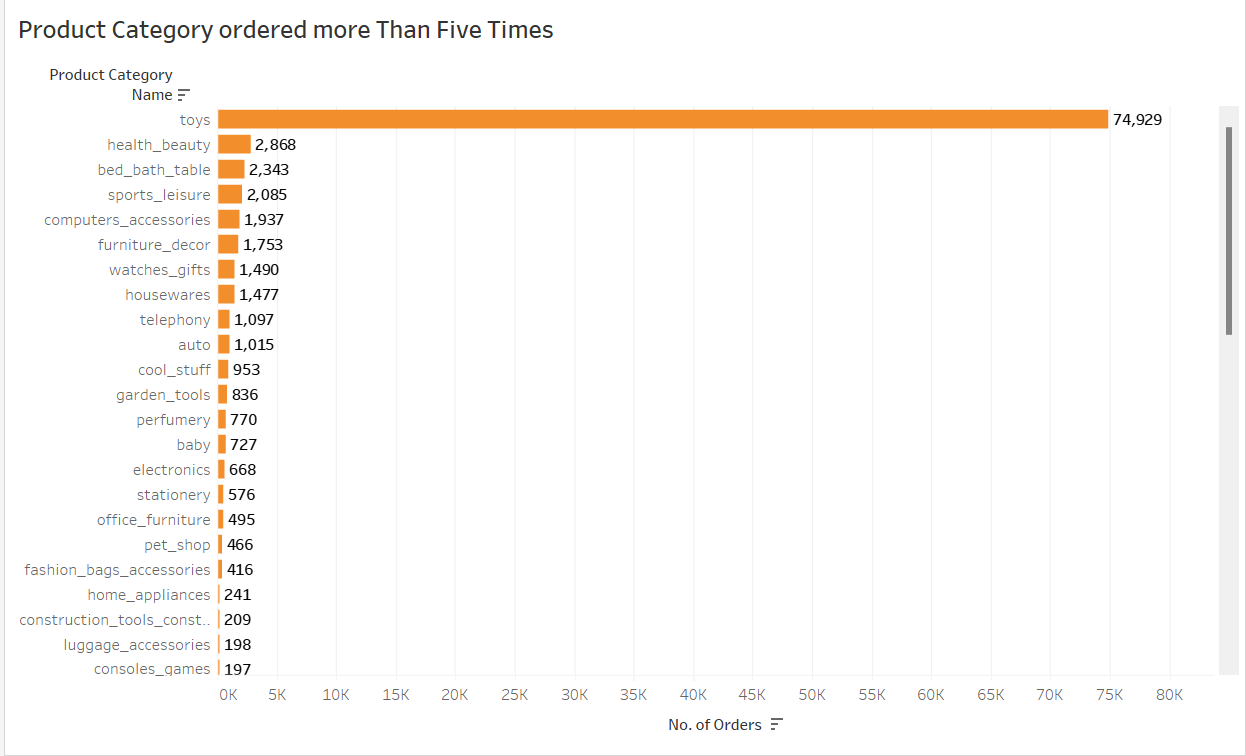 Product Category ordered more Than Five Times
Product Category
Name
toys 74,929
health_beauty 2,868
bed_bath_table 2,343
sports_leisure 2,085
computers_accessories 1,937
furniture_decor 1,753
watches_gifts 1,490
housewares 1,477
telephony 1,097
auto 1,015
cool_stuff 953
garden_tools 836
perfumery 770
baby 727
electronics 668
stationery 576
office_furniture 495
pet_shop 466
fashion_bags_accessories 416
home_appliances 241
construction_tools_const.. 209
luggage_accessories 198
consoles_games 197
0K 5K 10K 15K 20K 25K 30K 35K 40K 45K 50K 55K 60K 65K 70K 75K 80K
No. of Orders